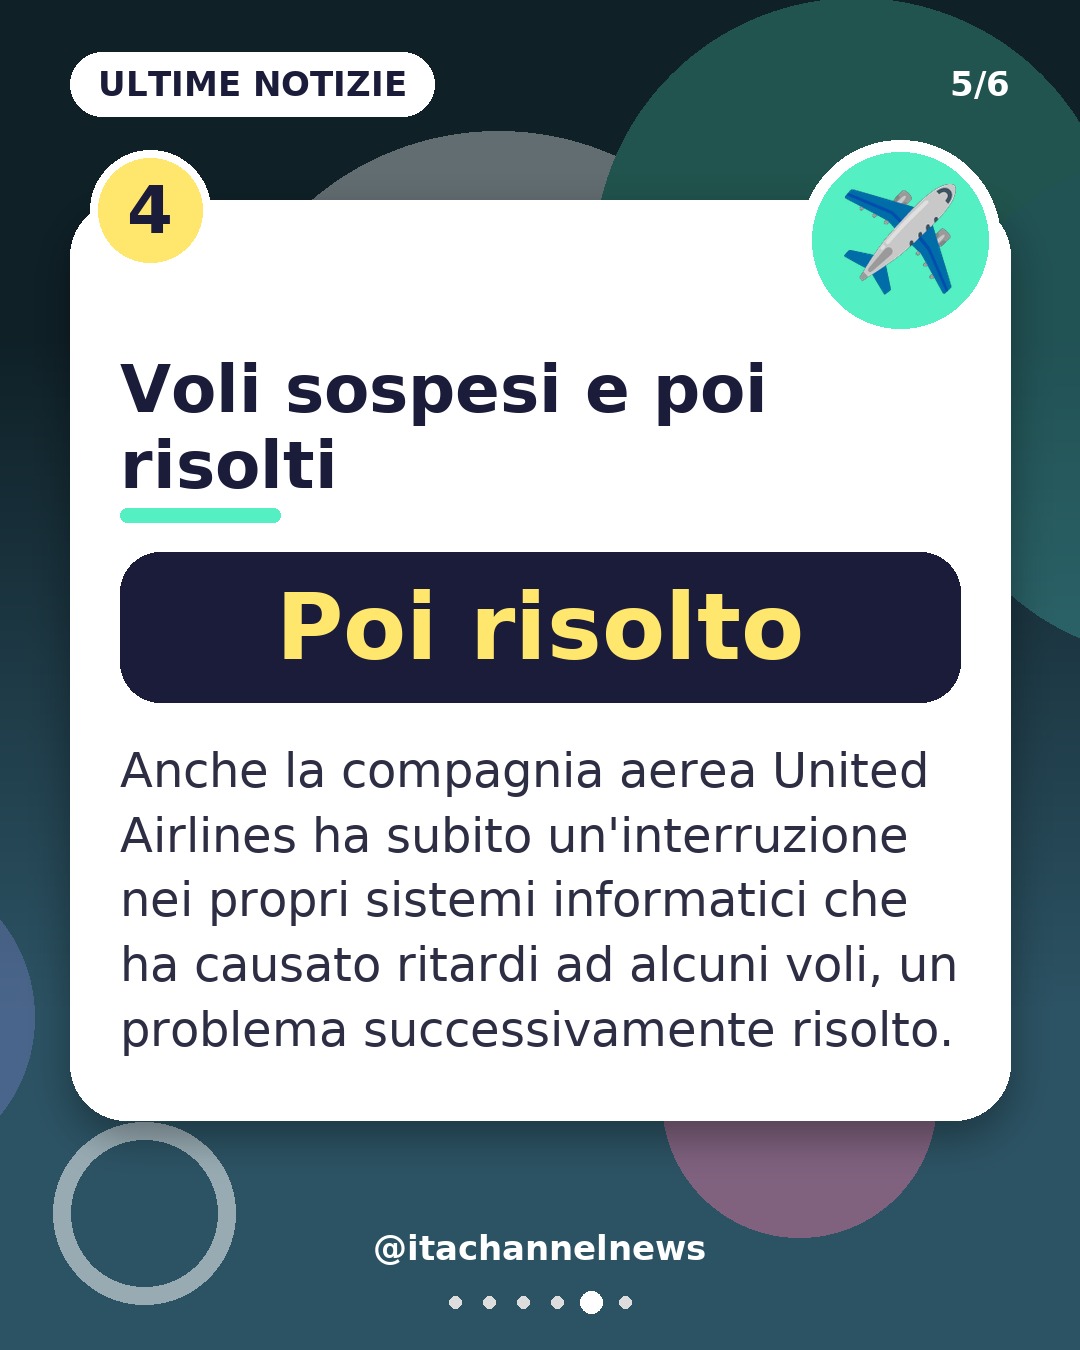 ULTIME NOTIZIE
5/6
4
Voli sospesi e poi
risolti
Poi risolto
Anche la compagnia aerea United
Airlines ha subito un'interruzione
nei propri sistemi informatici che
ha causato ritardi ad alcuni voli, un
problema successivamente risolto.
@itachannelnews